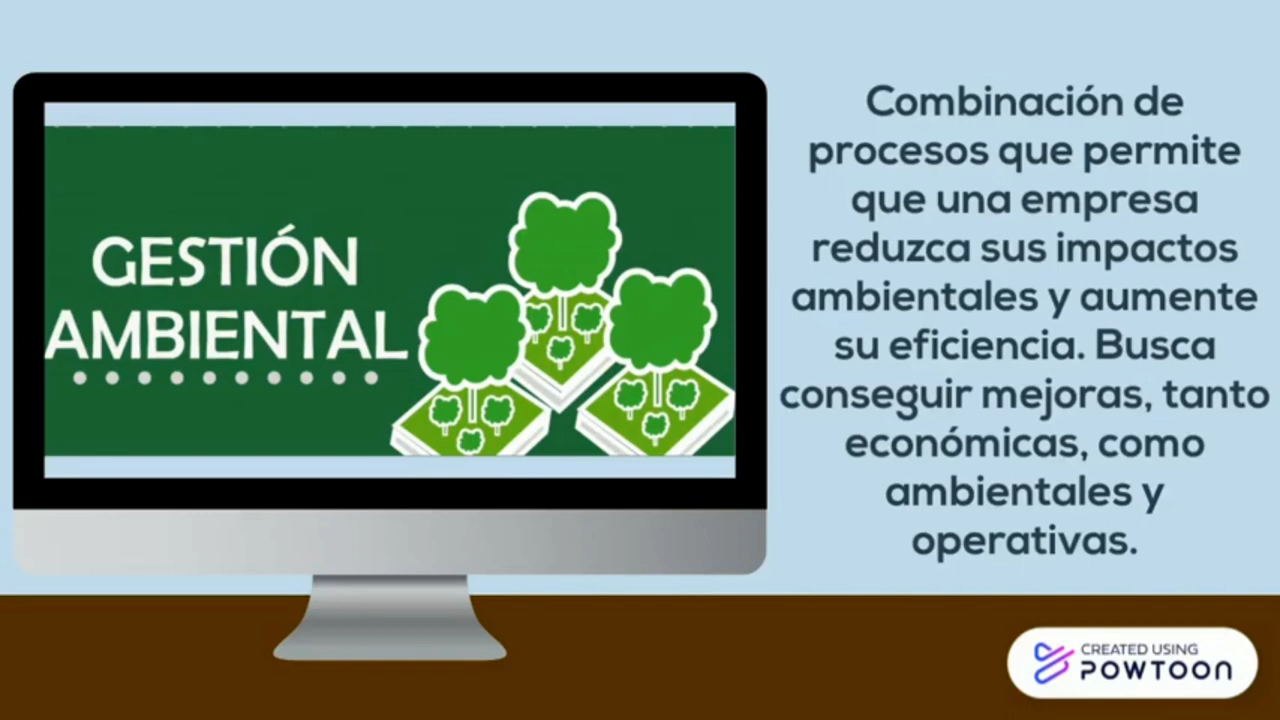 GESTIÓN
AMBIENTAL
Combinación de
procesos que permite
que una empresa
reduzca sus impactos
ambientales y aumente
su eficiencia. Busca
conseguir mejoras, tanto
económicas, como
ambientales y
operativas.
CREATED USING
POWTOON